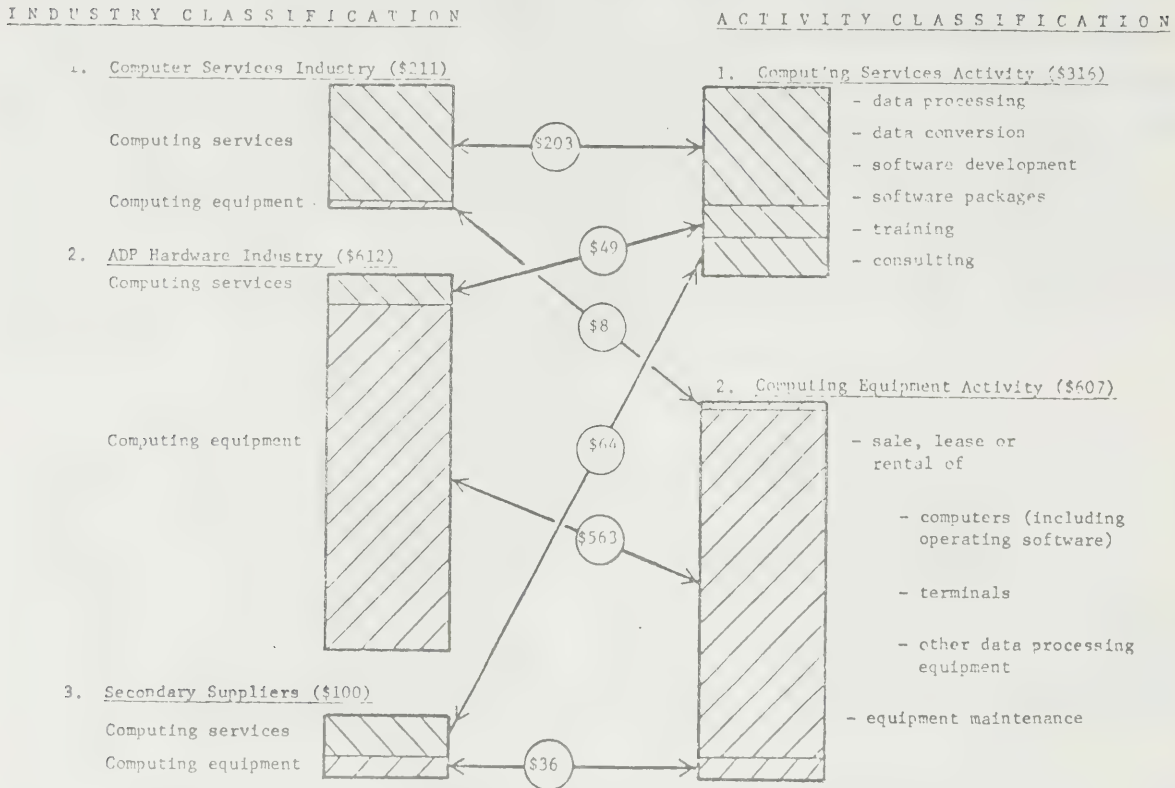 INDUSTRY CLASSIFICATION
1. Computer Services Industry ($211)
Computing services
Computing equipment
2. ADP Hardware Industry ($612)
Computing services
Computing equipment
3. Secondary Suppliers ($100)
Computing services
Computing equipment
$203
$49
$8
$64
$563
$36
ACTIVITY CLASSIFICATION
1. Computing Services Activity ($316)
- data processing
- data conversion
- software development
- software packages
- training
- consulting
2. Computing Equipment Activity ($607)
- sale, lease or
rental of
- computers (including
operating software)
- terminals
- other data processing
equipment
- equipment maintenance